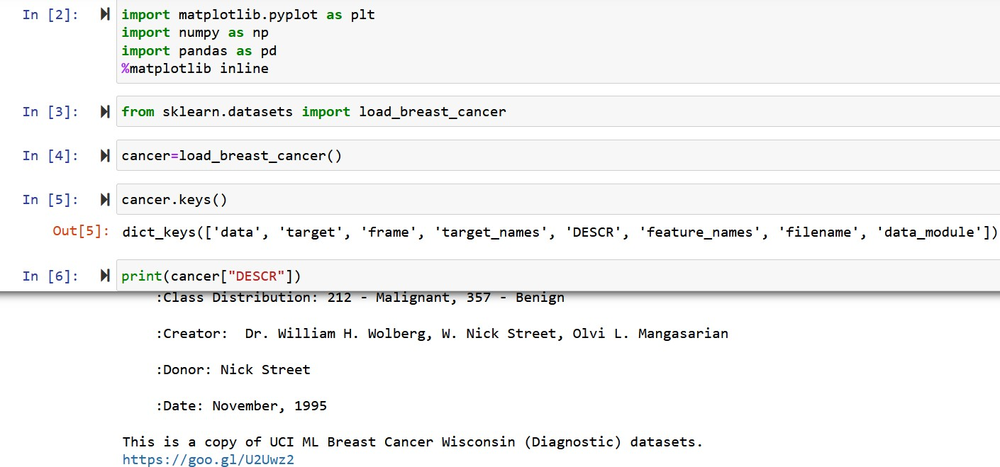 In [2]: import matplotlib.pyplot as plt
import numpy as np
import pandas as pd
%matplotlib inline
In [3]: from sklearn.datasets import load_breast_cancer
In [4]: cancer=load_breast_cancer()
In [5]: cancer.keys()
Out[5]: dict_keys(['data', 'target', 'frame', 'target_names', 'DESCR', 'feature_names', 'filename', 'data_module'])
In [6]: print(cancer["DESCR"])
:Class Distribution: 212 - Malignant, 357 - Benign
:Creator:  Dr. William H. Wolberg, W. Nick Street, Olvi L. Mangasarian
:Donor: Nick Street
:Date: November, 1995
This is a copy of UCI ML Breast Cancer Wisconsin (Diagnostic) datasets.
https://goo.gl/U2Uwz2